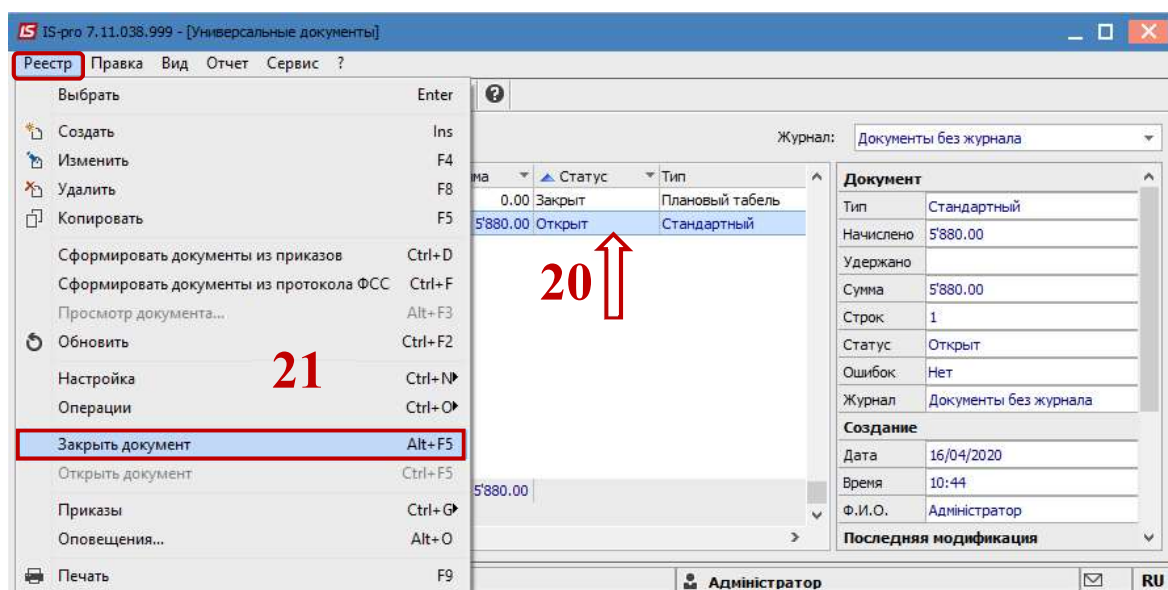 IS-pro 7.11.038.999 - [Универсальные документы]
Реестр Правка Вид Отчет Сервис ?
Выбрать Enter
Создать Ins
Изменить F4
Удалить F8
Копировать F5
Сформировать документы из приказов Ctrl+D
Сформировать документы из протокола ФСС Ctrl+F
Просмотр документа... Alt+F3
Обновить Ctrl+F2
Настройка Ctrl+N
Операции Ctrl+O
Закрыть документ Alt+F5
Открыть документ Ctrl+F5
Приказы Ctrl+G
Оповещения... Alt+O
Печать F9
21
Журнал: Документы без журнала
ма Статус Тип
0.00 Закрыт Плановый табель
5'880.00 Открыт Стандартный
20
5'880.00
Документ
Тип Стандартный
Начислено 5'880.00
Удержано
Сумма 5'880.00
Строк 1
Статус Открыт
Ошибок Нет
Журнал Документы без журнала
Создание
Дата 16/04/2020
Время 10:44
Ф.И.О. Адміністратор
Последняя модификация
Адміністратор RU